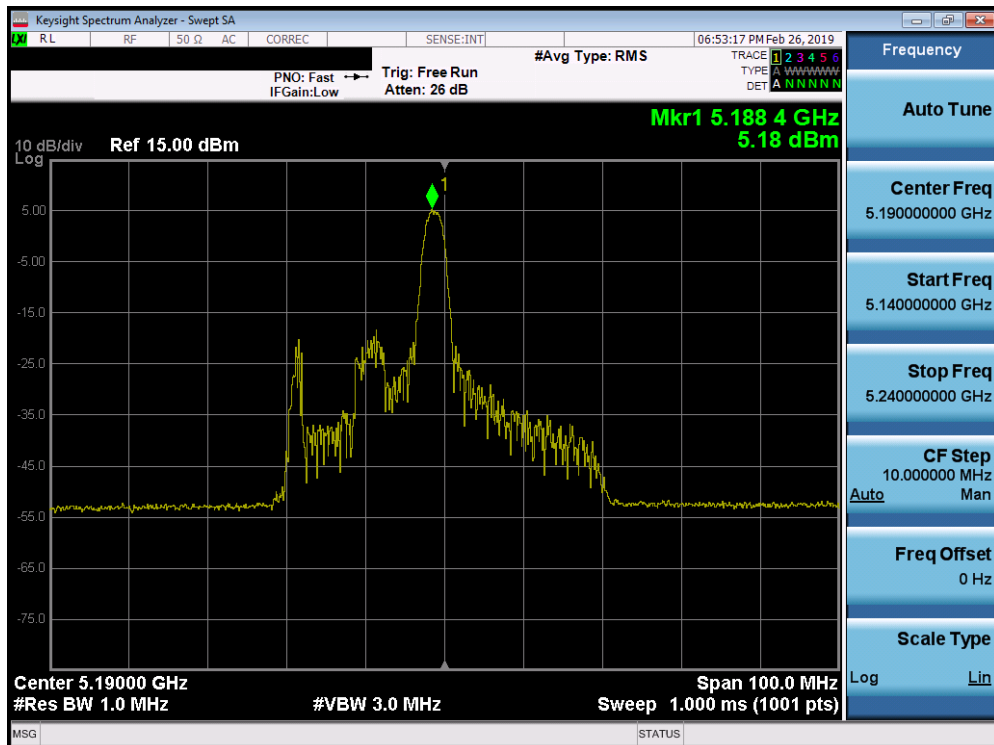 Keysight Spectrum Analyzer - Swept SA
LXI RL RF 50 Ω AC CORREC SENSE:INT 06:53:17 PM Feb 26, 2019
#Avg Type: RMS
TRACE 1 2 3 4 5 6
PNO: Fast Trig: Free Run
TYPE A WWWWWW
IFGain:Low Atten: 26 dB
DET A N N N N N
Mkr1 5.188 4 GHz
5.18 dBm
10 dB/div Ref 15.00 dBm
Log
1
5.00
-5.00
-15.0
-25.0
-35.0
-45.0
-55.0
-65.0
-75.0
Center 5.19000 GHz Span 100.0 MHz
#Res BW 1.0 MHz #VBW 3.0 MHz Sweep 1.000 ms (1001 pts)
MSG STATUS
Frequency
Auto Tune
Center Freq
5.190000000 GHz
Start Freq
5.140000000 GHz
Stop Freq
5.240000000 GHz
CF Step
10.000000 MHz
Auto Man
Freq Offset
0 Hz
Scale Type
Log Lin